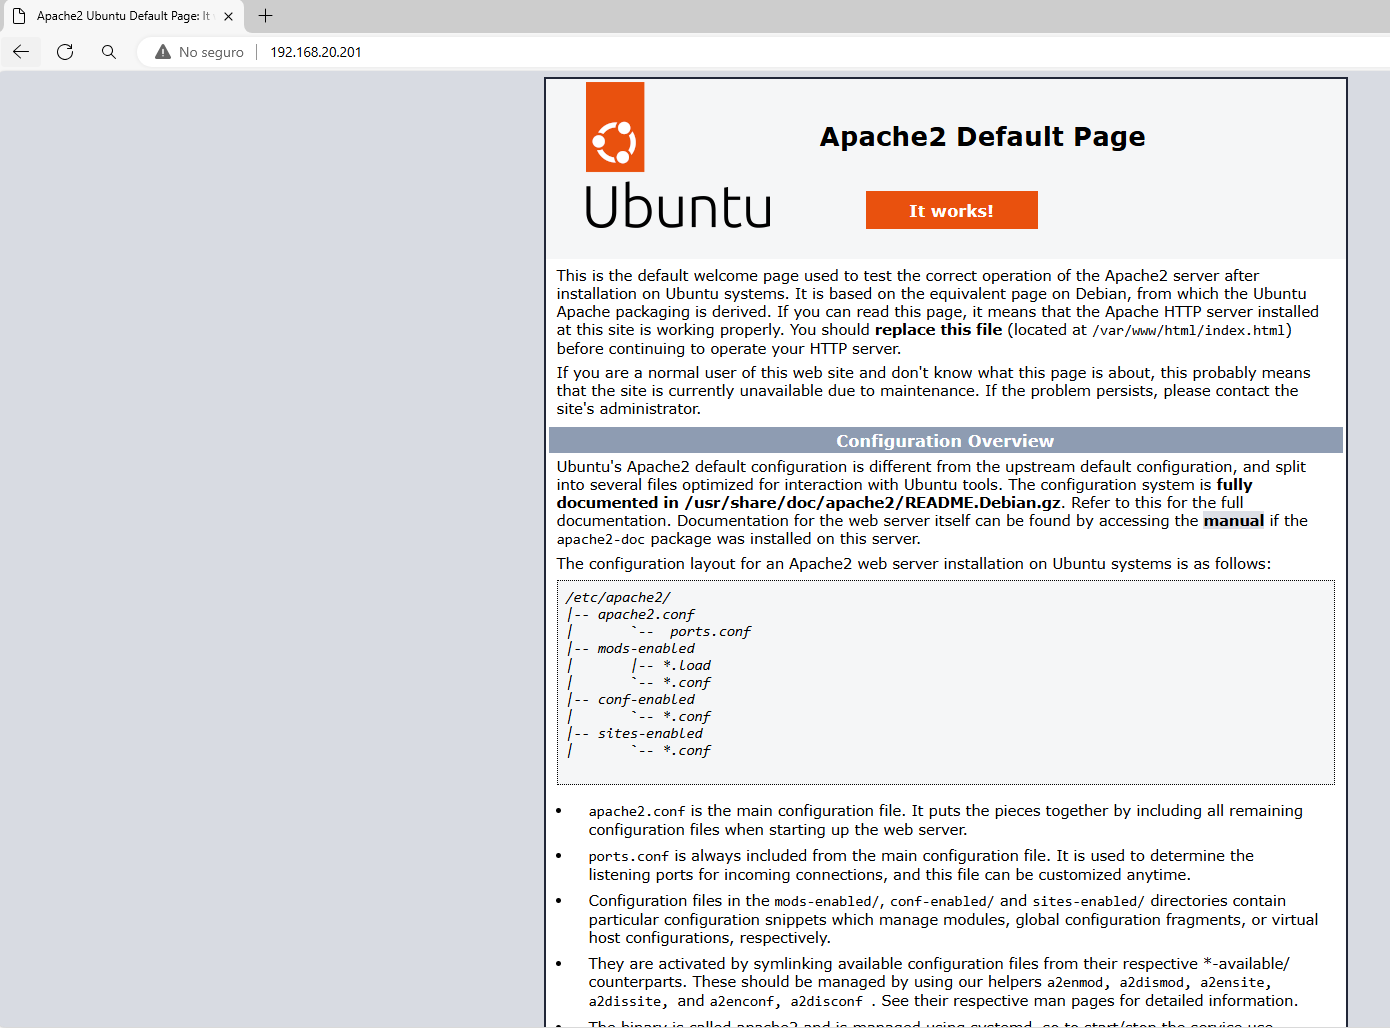 Apache2 Ubuntu Default Page: It
No seguro
192.168.20.201
Ubuntu
Apache2 Default Page
It works!
This is the default welcome page used to test the correct operation of the Apache2 server after
installation on Ubuntu systems. It is based on the equivalent page on Debian, from which the Ubuntu
Apache packaging is derived. If you can read this page, it means that the Apache HTTP server installed
at this site is working properly. You should replace this file (located at /var/www/html/index.html)
before continuing to operate your HTTP server.
If you are a normal user of this web site and don't know what this page is about, this probably means
that the site is currently unavailable due to maintenance. If the problem persists, please contact the
site's administrator.
Configuration Overview
Ubuntu's Apache2 default configuration is different from the upstream default configuration, and split
into several files optimized for interaction with Ubuntu tools. The configuration system is fully
documented in /usr/share/doc/apache2/README.Debian.gz. Refer to this for the full
documentation. Documentation for the web server itself can be found by accessing the manual if the
apache2-doc package was installed on this server.
The configuration layout for an Apache2 web server installation on Ubuntu systems is as follows:
/etc/apache2/
|-- apache2.conf
|       `--  ports.conf
|-- mods-enabled
|       |-- *.load
|       `-- *.conf
|-- conf-enabled
|       `-- *.conf
|-- sites-enabled
|       `-- *.conf
• apache2.conf is the main configuration file. It puts the pieces together by including all remaining
configuration files when starting up the web server.
• ports.conf is always included from the main configuration file. It is used to determine the
listening ports for incoming connections, and this file can be customized anytime.
• Configuration files in the mods-enabled/, conf-enabled/ and sites-enabled/ directories contain
particular configuration snippets which manage modules, global configuration fragments, or virtual
host configurations, respectively.
• They are activated by symlinking available configuration files from their respective *-available/
counterparts. These should be managed by using our helpers a2enmod, a2dismod, a2ensite,
a2dissite, and a2enconf, a2disconf . See their respective man pages for detailed information.
• The binary is called apache2 and is managed using systemd, so to start/stop the service use